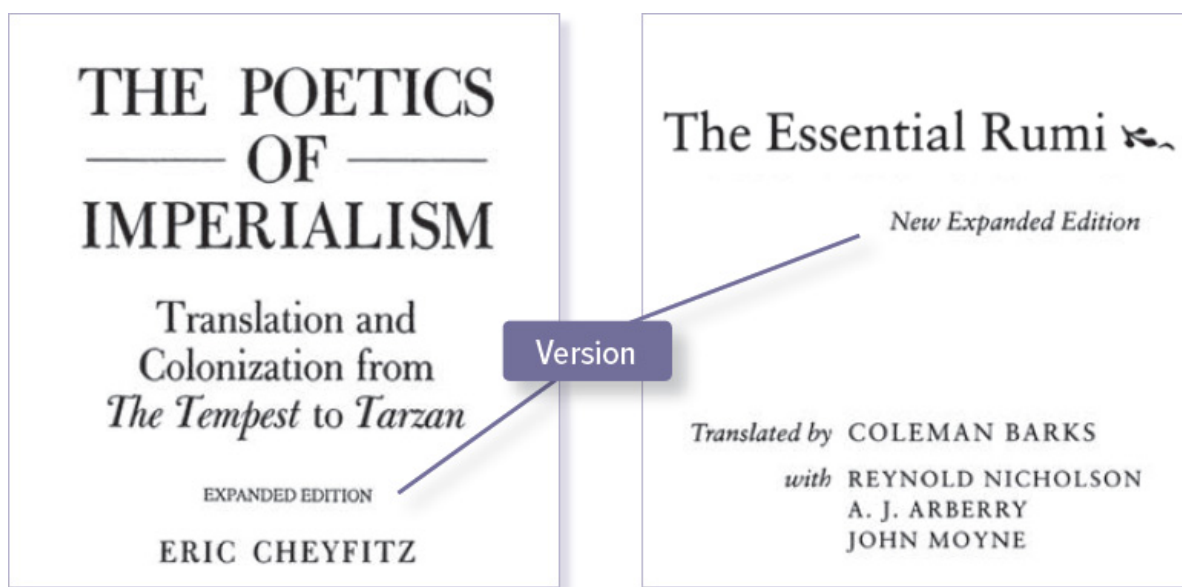 THE POETICS
OF
IMPERIALISM
Translation and
Colonization from
The Tempest to Tarzan
EXPANDED EDITION
ERIC CHEYFITZ
Version
The Essential Rumi
New Expanded Edition
Translated by COLEMAN BARKS
with REYNOLD NICHOLSON
A. J. ARBERRY
JOHN MOYNE